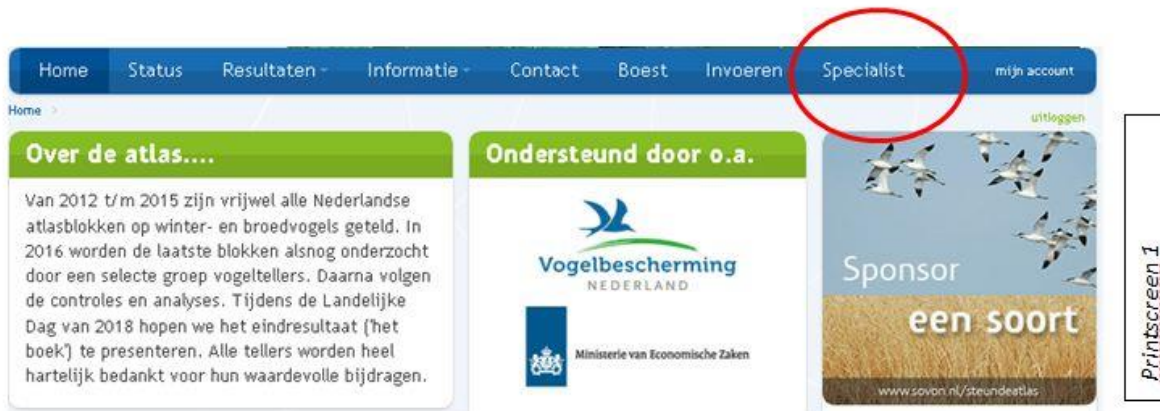 Home Status Resultaten Informatie Contact Boest Invoeren Specialist mijn account
Home >
uitloggen
Over de atlas....
Van 2012 t/m 2015 zijn vrijwel alle Nederlandse
atlasblokken op winter- en broedvogels geteld. In
2016 worden de laatste blokken alsnog onderzocht
door een selecte groep vogeltellers. Daarna volgen
de controles en analyses. Tijdens de Landelijke
Dag van 2018 hopen we het eindresultaat ('het
boek') te presenteren. Alle tellers worden heel
hartelijk bedankt voor hun waardevolle bijdragen.
Ondersteund door o.a.
Vogelbescherming
NEDERLAND
Ministerie van Economische Zaken
Sponsor
een soort
www.sovon.nl/steundeatlas
Printscreen 1